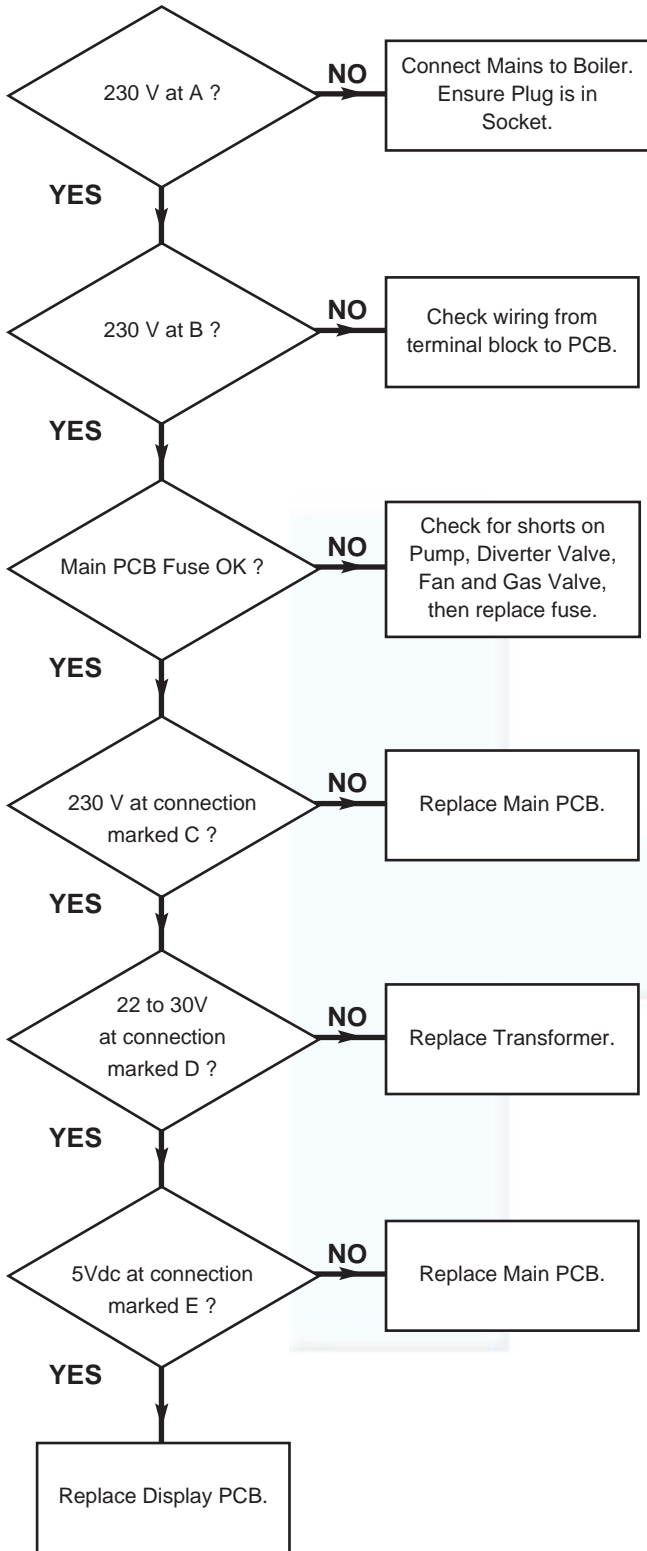 230 V at A ?
NO
Connect Mains to Boiler.
Ensure Plug is in
Socket.
YES
230 V at B ?
NO
Check wiring from
terminal block to PCB.
YES
Main PCB Fuse OK ?
NO
Check for shorts on
Pump, Diverter Valve,
Fan and Gas Valve,
then replace fuse.
YES
230 V at connection
marked C ?
NO
Replace Main PCB.
YES
22 to 30V
at connection
marked D ?
NO
Replace Transformer.
YES
5Vdc at connection
marked E ?
NO
Replace Main PCB.
YES
Replace Display PCB.